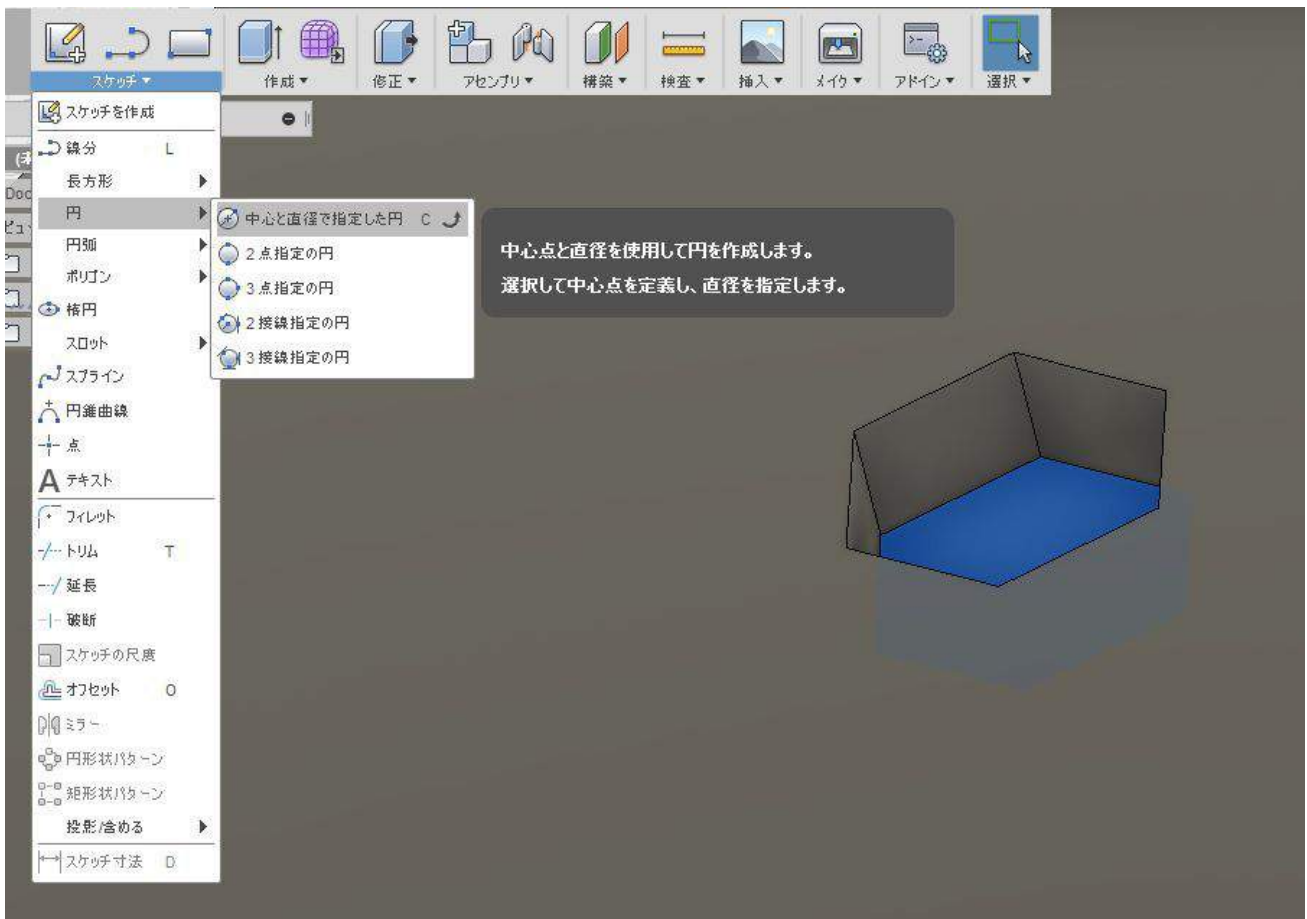 スケッチ▼
作成▼
修正▼
アセンブリ▼
構築▼
検査▼
挿入▼
メイク▼
アドイン▼
選択▼
スケッチを作成
線分 L
長方形
円
円弧
ポリゴン
楕円
スロット
スプライン
円錐曲線
点
テキスト
フィレット
トリム T
延長
破断
スケッチの尺度
オフセット O
ミラー
円形状パターン
矩形状パターン
投影/含める
スケッチ寸法 D
中心と直径で指定した円 C
2 点指定の円
3 点指定の円
2 接線指定の円
3 接線指定の円
中心点と直径を使用して円を作成します。
選択して中心点を定義し、直径を指定します。
Doc